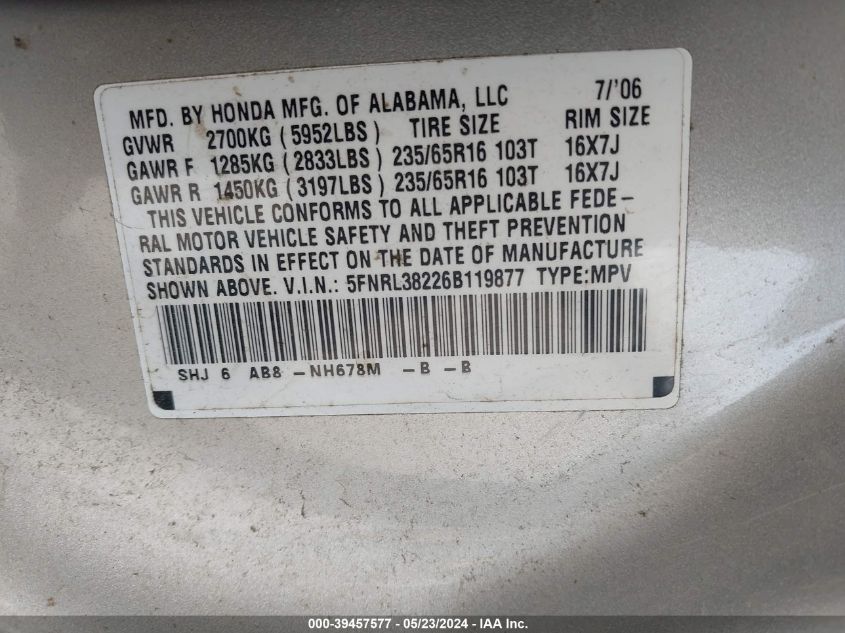 MFD. BY HONDA MFG. OF ALABAMA, LLC 7/'06
GVWR 2700KG (5952LBS) TIRE SIZE RIM SIZE
GAWR F 1285KG (2833LBS) 235/65R16 103T 16X7J
GAWR R 1450KG (3197LBS) 235/65R16 103T 16X7J
THIS VEHICLE CONFORMS TO ALL APPLICABLE FEDE-
RAL MOTOR VEHICLE SAFETY AND THEFT PREVENTION
STANDARDS IN EFFECT ON THE DATE OF MANUFACTURE
SHOWN ABOVE. V.I.N.: 5FNRL38226B119877 TYPE:MPV
SHJ 6 AB8 -NH678M -B -B
000-39457577 - 05/23/2024 - IAA Inc.